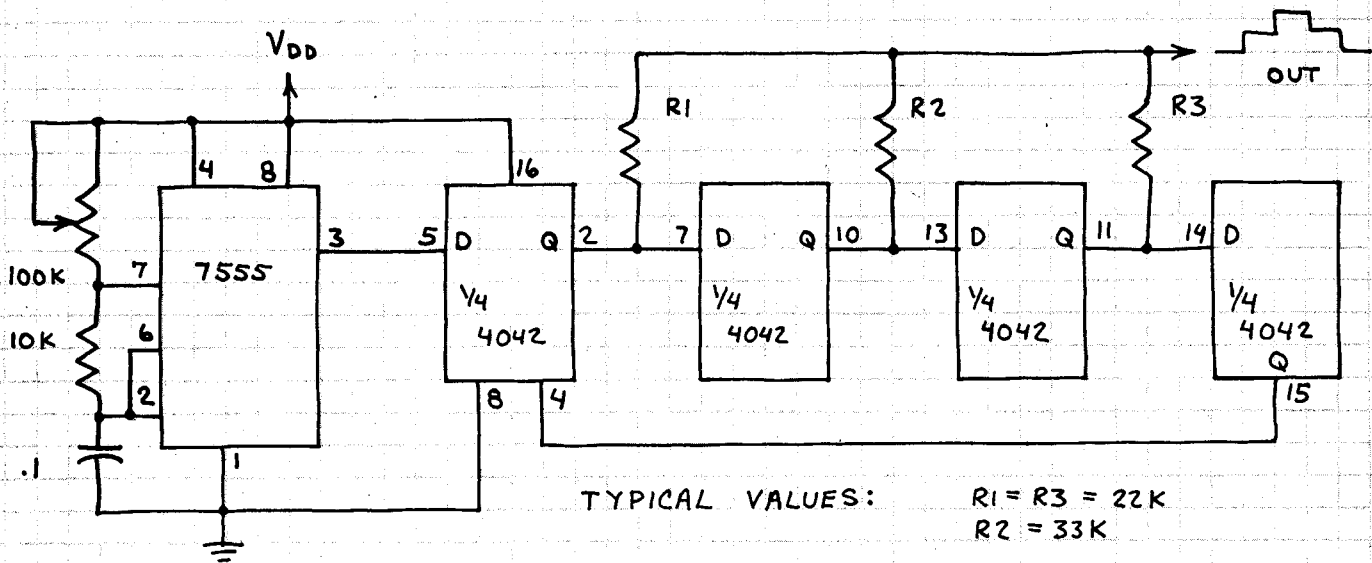 VDD
OUT
R1
R2
R3
4
8
16
100K
7
7555
3
5
D
Q
2
7
D
Q
10
13
D
Q
11
14
D
1/4
4042
1/4
4042
1/4
4042
1/4
4042
Q
10K
6
2
8
4
15
.1
1
TYPICAL VALUES: R1 = R3 = 22K
R2 = 33K